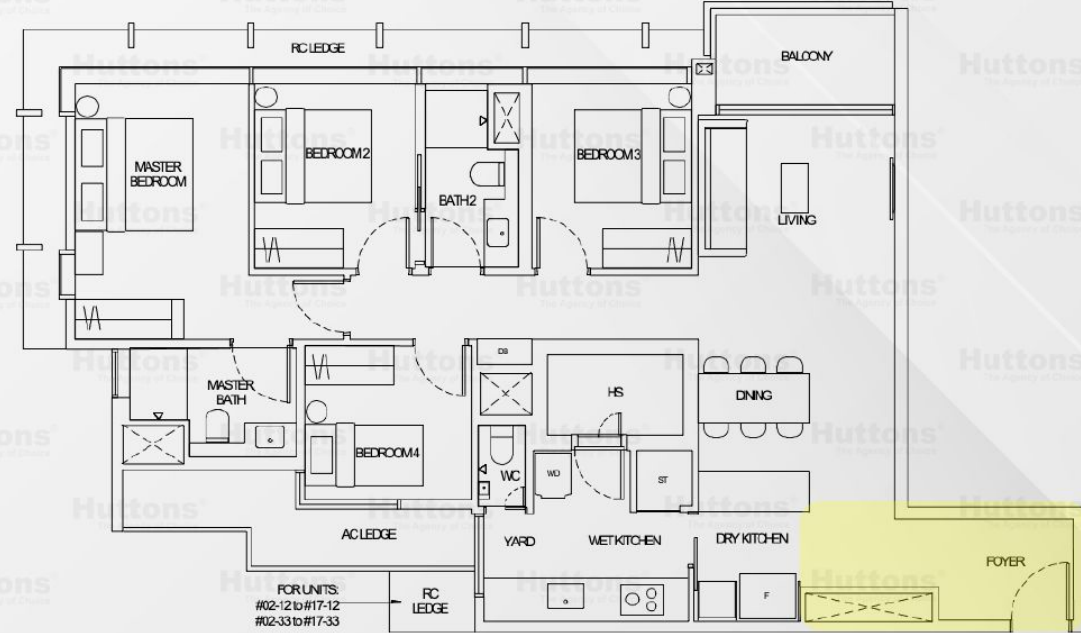 RC LEDGE
BALCONY
MASTER
BEDROOM
BEDROOM 2
BATH 2
BEDROOM 3
LIVING
MASTER
BATH
BEDROOM 4
DB
HS
DINING
WC
WD
ST
AC LEDGE
YARD
WET KITCHEN
DRY KITCHEN
FOYER
F
FOR UNITS:
#02-12 to #17-12
#02-33 to #17-33
RC
LEDGE
Huttons
The Agency of Choice